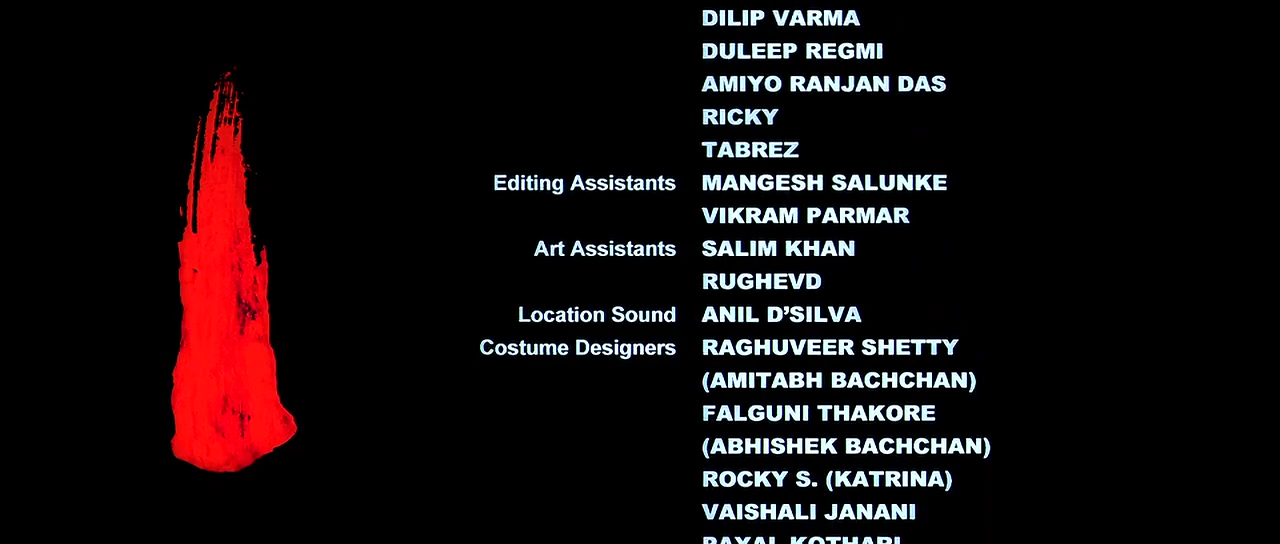 DILIP VARMA
DULEEP REGMI
AMIYO RANJAN DAS
RICKY
TABREZ
Editing Assistants MANGESH SALUNKE
VIKRAM PARMAR
Art Assistants SALIM KHAN
RUGHEVD
Location Sound ANIL D’SILVA
Costume Designers RAGHUVEER SHETTY
(AMITABH BACHCHAN)
FALGUNI THAKORE
(ABHISHEK BACHCHAN)
ROCKY S. (KATRINA)
VAISHALI JANANI
PAYAL KOTHARI